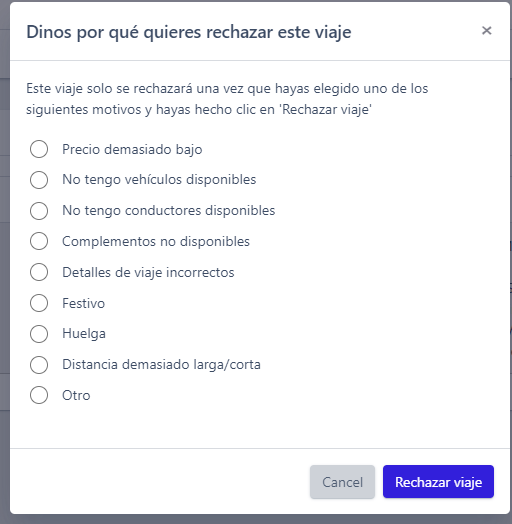 Dinos por qué quieres rechazar este viaje
×
Este viaje solo se rechazará una vez que hayas elegido uno de los
siguientes motivos y hayas hecho clic en 'Rechazar viaje'
Precio demasiado bajo
No tengo vehículos disponibles
No tengo conductores disponibles
Complementos no disponibles
Detalles de viaje incorrectos
Festivo
Huelga
Distancia demasiado larga/corta
Otro
Cancel
Rechazar viaje